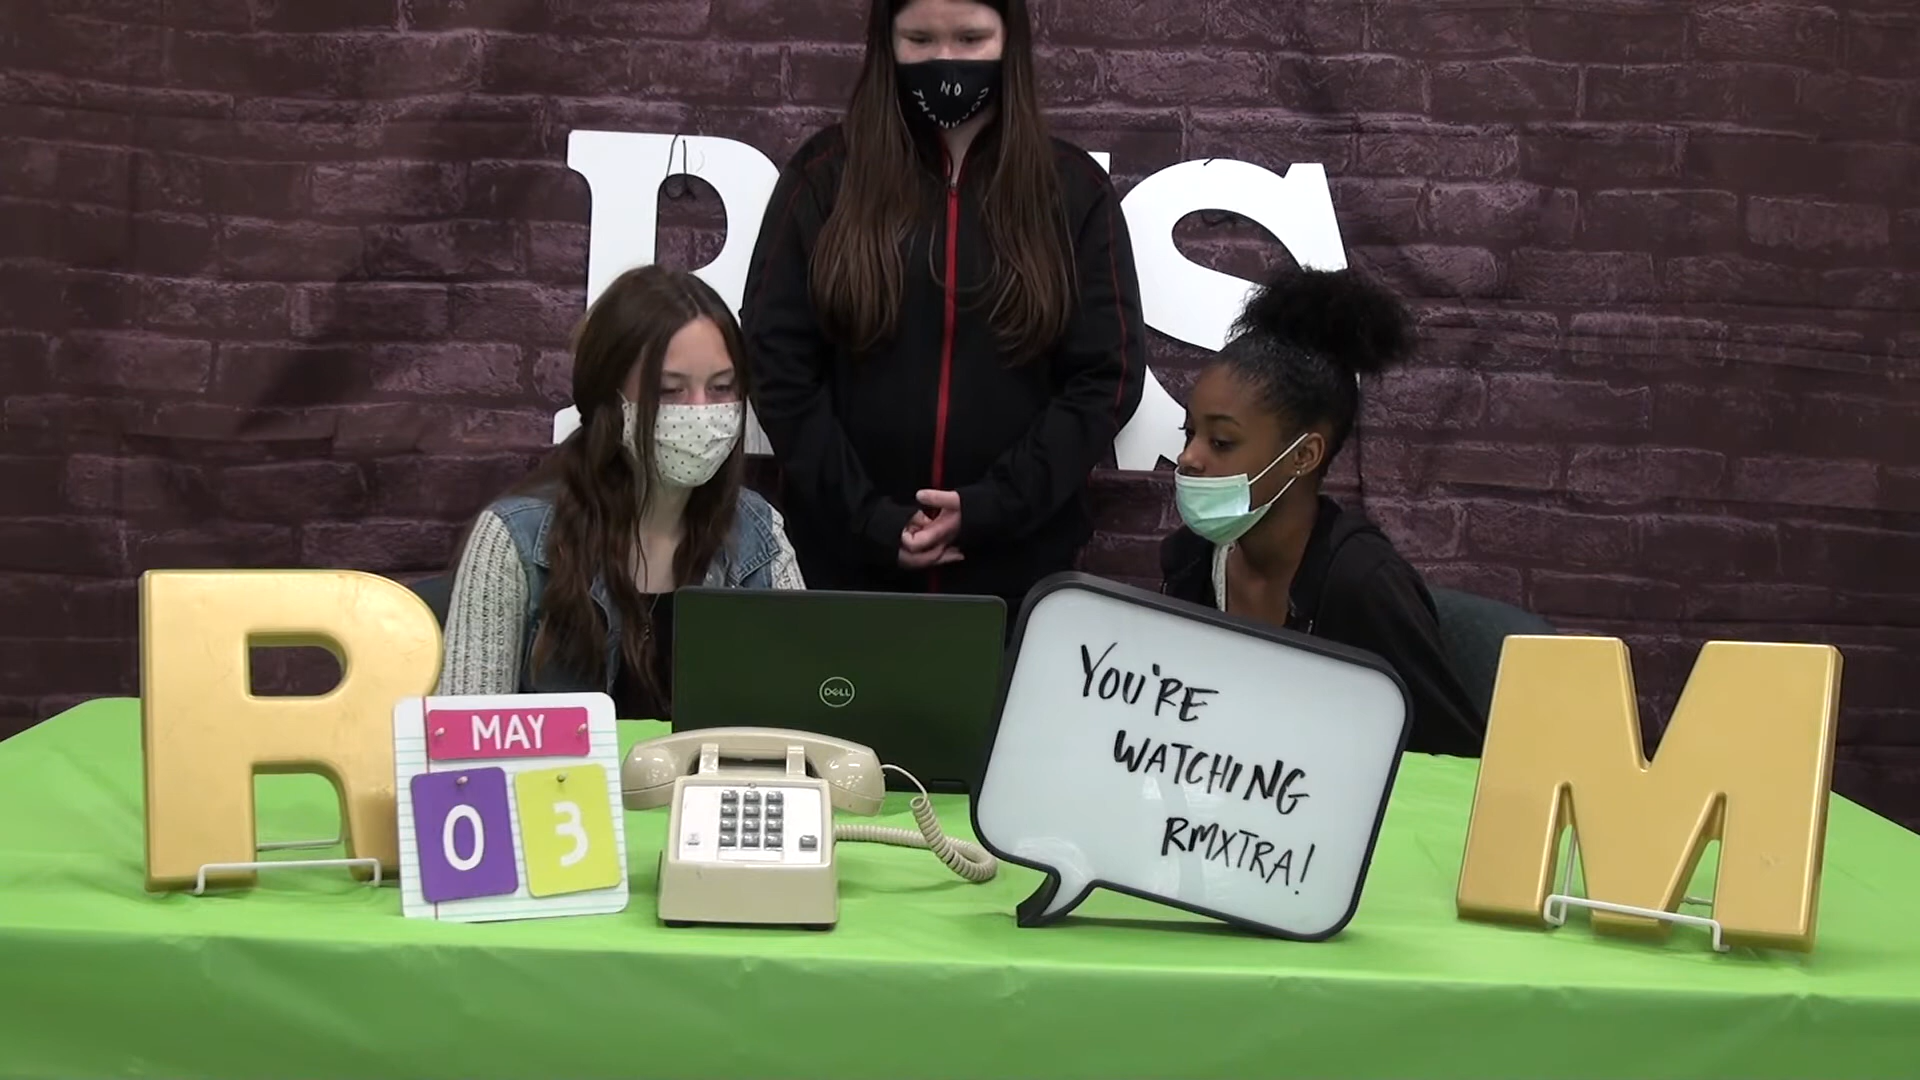 NO
THANK YOU
R
S
R
MAY
03
DELL
YOU'RE
WATCHING
RMXTRA!
M